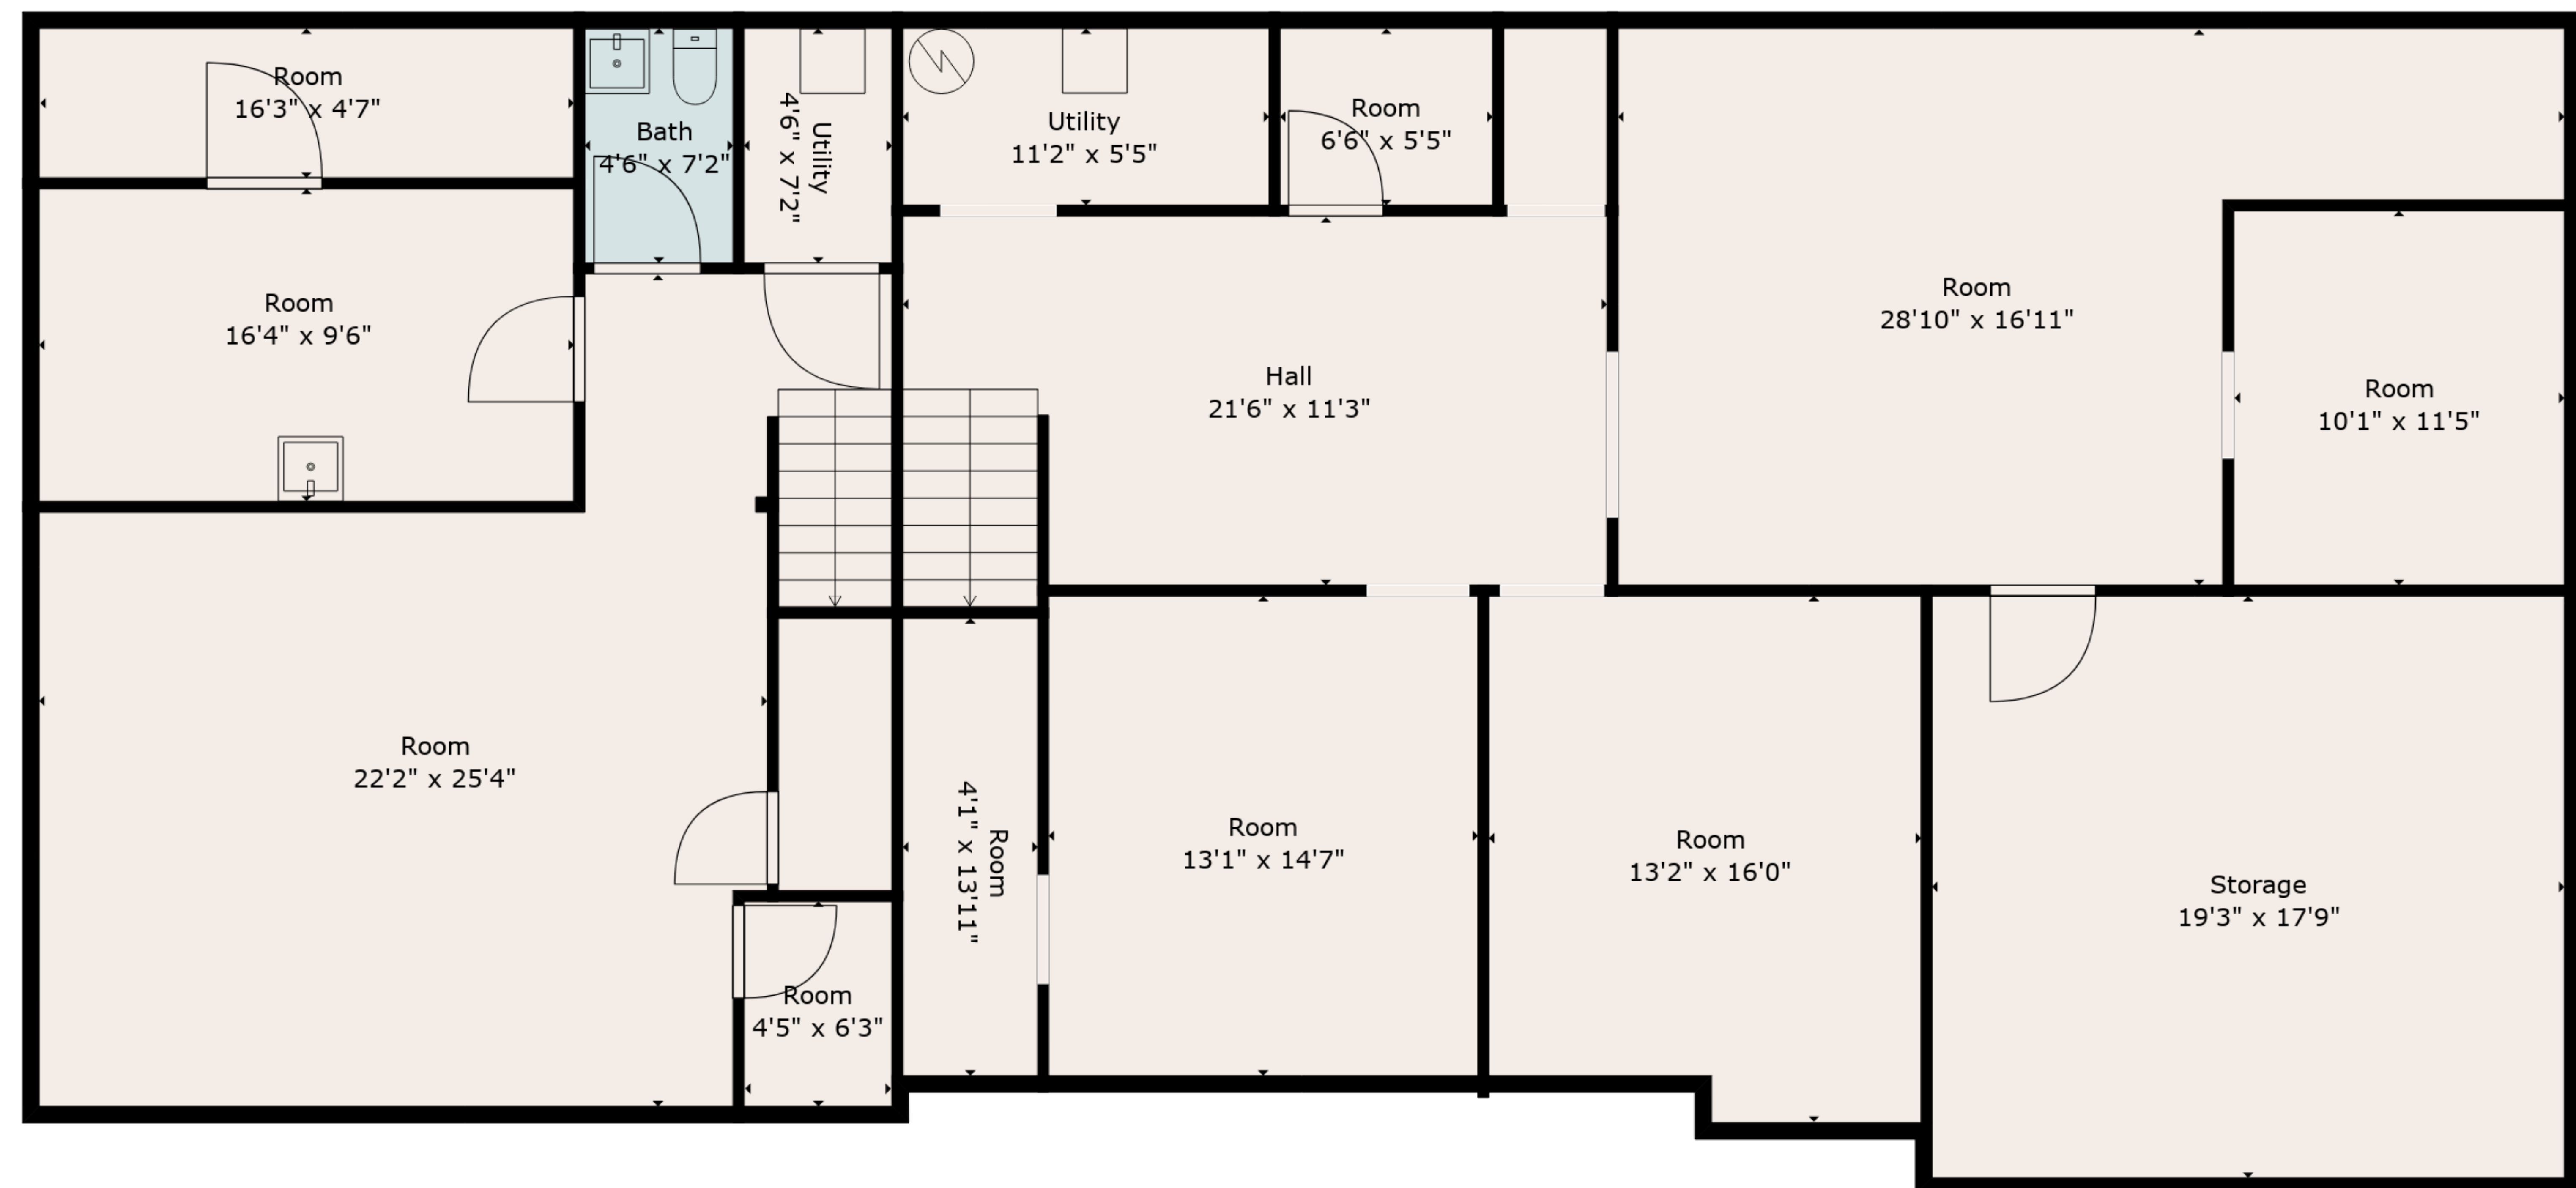 Room
16'3" x 4'7"
Bath
4'6" x 7'2"
Utility
4'6" x 7'2"
Utility
11'2" x 5'5"
Room
6'6" x 5'5"
Room
16'4" x 9'6"
Hall
21'6" x 11'3"
Room
28'10" x 16'11"
Room
10'1" x 11'5"
Room
22'2" x 25'4"
Room
4'5" x 6'3"
Room
4'1" x 13'11"
Room
13'1" x 14'7"
Room
13'2" x 16'0"
Storage
19'3" x 17'9"